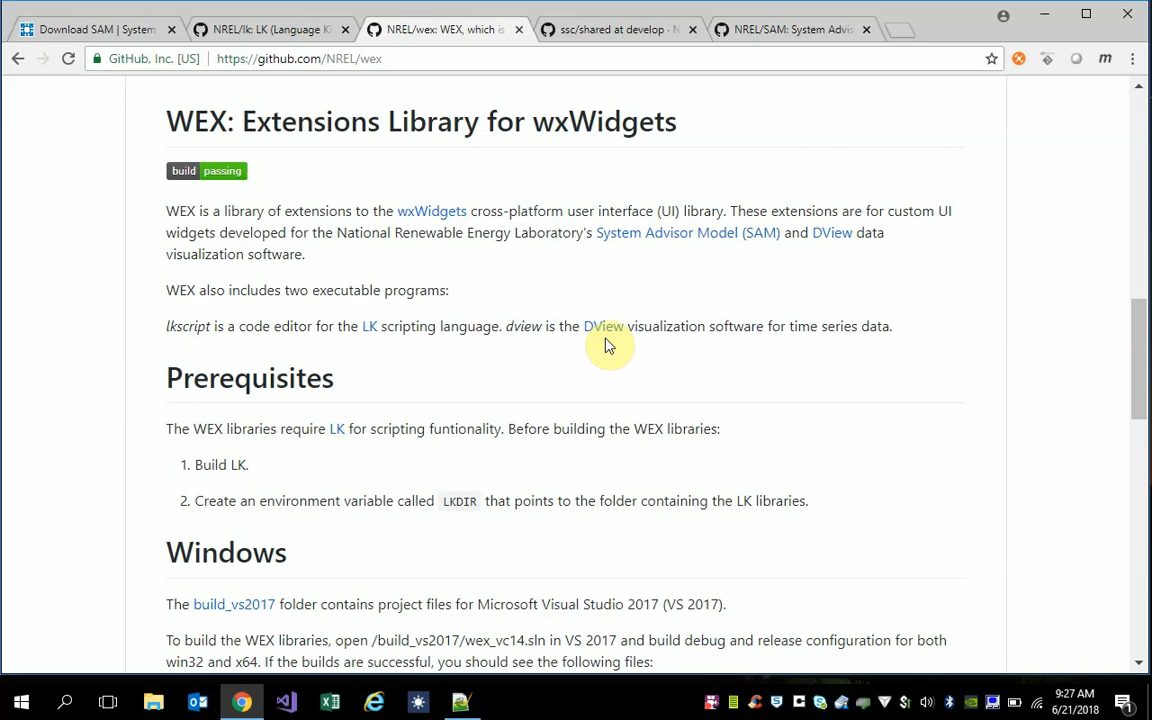 Download SAM | System
NREL/lk: LK (Language Ki
NREL/wex: WEX, which is
ssc/shared at develop · N
NREL/SAM: System Advis
GitHub, Inc. [US] | https://github.com/NREL/wex
WEX: Extensions Library for wxWidgets
build passing
WEX is a library of extensions to the wxWidgets cross-platform user interface (UI) library. These extensions are for custom UI
widgets developed for the National Renewable Energy Laboratory's System Advisor Model (SAM) and DView data
visualization software.
WEX also includes two executable programs:
lkscript is a code editor for the LK scripting language. dview is the DView visualization software for time series data.
Prerequisites
The WEX libraries require LK for scripting funtionality. Before building the WEX libraries:
1. Build LK.
2. Create an environment variable called LKDIR that points to the folder containing the LK libraries.
Windows
The build_vs2017 folder contains project files for Microsoft Visual Studio 2017 (VS 2017).
To build the WEX libraries, open /build_vs2017/wex_vc14.sln in VS 2017 and build debug and release configuration for both
win32 and x64. If the builds are successful, you should see the following files:
9:27 AM
6/21/2018